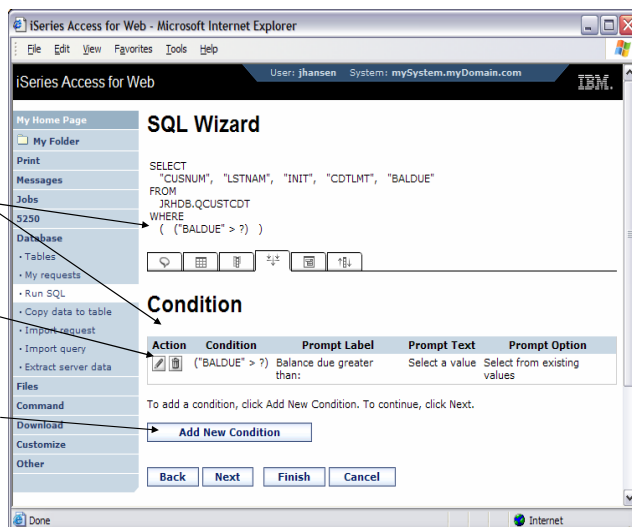 iSeries Access for Web - Microsoft Internet Explorer
File Edit View Favorites Tools Help
iSeries Access for Web
User: jhansen System: mySystem.myDomain.com
IBM.
My Home Page
My Folder
Print
Messages
Jobs
5250
Database
• Tables
• My requests
• Run SQL
• Copy data to table
• Import request
• Import query
• Extract server data
Files
Command
Download
Customize
Other
SQL Wizard
SELECT
"CUSNUM", "LSTNAM", "INIT", "CDTLMT", "BALDUE"
FROM
JRHDB.QCUSTCDT
WHERE
( ("BALDUE" > ?) )
Condition
Action Condition Prompt Label Prompt Text Prompt Option
("BALDUE" > ?) Balance due greater than: Select a value Select from existing values
To add a condition, click Add New Condition. To continue, click Next.
Add New Condition
Back Next Finish Cancel
Done
Internet